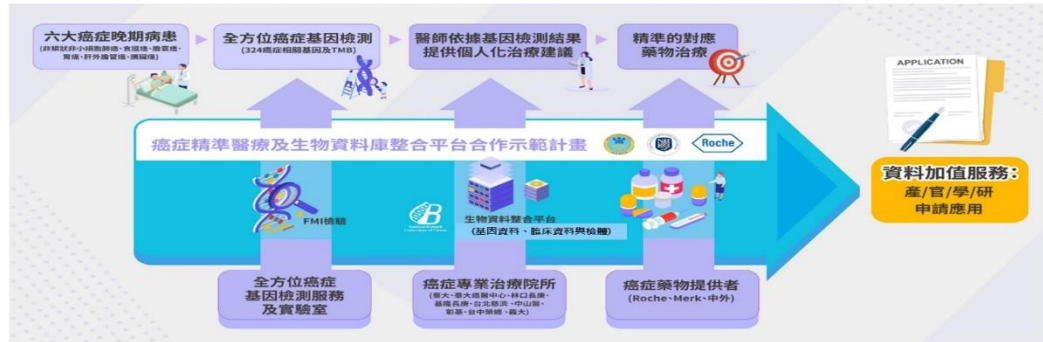 六大癌症晚期病患
(非鱗狀非小細胞肺癌、食道癌、膽囊癌、
胃癌、肝外膽管癌、胰臟癌)
全方位癌症基因檢測
(324癌症相關基因及TMB)
醫師依據基因檢測結果
提供個人化治療建議
精準的對應
藥物治療
APPLICATION
癌症精準醫療及生物資料庫整合平台合作示範計畫
Roche
資料加值服務:
產/官/學/研
申請應用
FMI檢驗
生物資料整合平台
(基因資料、臨床資料與檢體)
全方位癌症
基因檢測服務
及實驗室
癌症專業治療院所
(臺大、臺大癌醫中心、林口長庚、
基隆長庚、台北慈濟、中山醫、
彰基、台中榮總、義大)
癌症藥物提供者
(Roche、Merk、中外)